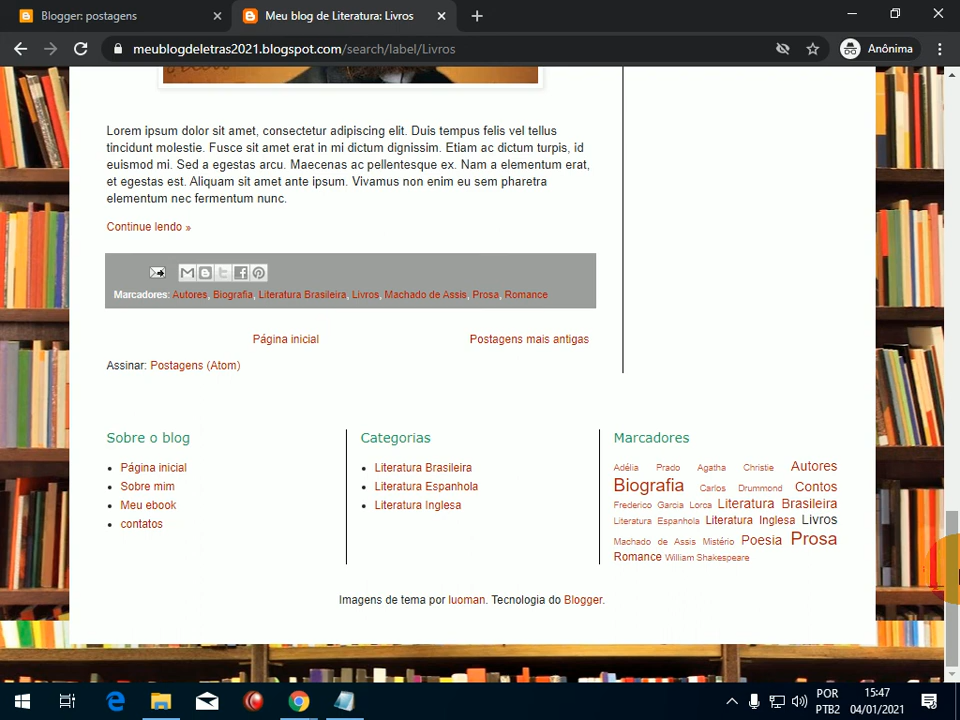 Blogger: postagens
Meu blog de Literatura: Livros
meublogdeletras2021.blogspot.com/search/label/Livros
Anônima
Lorem ipsum dolor sit amet, consectetur adipiscing elit. Duis tempus felis vel tellus
tincidunt molestie. Fusce sit amet erat in mi dictum dignissim. Etiam ac dictum turpis, id
euismod mi. Sed a egestas arcu. Maecenas ac pellentesque ex. Nam a elementum erat,
et egestas est. Aliquam sit amet ante ipsum. Vivamus non enim eu sem pharetra
elementum nec fermentum nunc.
Continue lendo »
Marcadores: Autores, Biografia, Literatura Brasileira, Livros, Machado de Assis, Prosa, Romance
Página inicial
Postagens mais antigas
Assinar: Postagens (Atom)
Sobre o blog
Página inicial
Sobre mim
Meu ebook
contatos
Categorias
Literatura Brasileira
Literatura Espanhola
Literatura Inglesa
Marcadores
Adélia Prado Agatha Christie Autores
Biografia Carlos Drummond Contos
Frederico Garcia Lorca Literatura Brasileira
Literatura Espanhola Literatura Inglesa Livros
Machado de Assis Mistério Poesia Prosa
Romance William Shakespeare
Imagens de tema por luoman. Tecnologia do Blogger.
POR
PTB2
15:47
04/01/2021